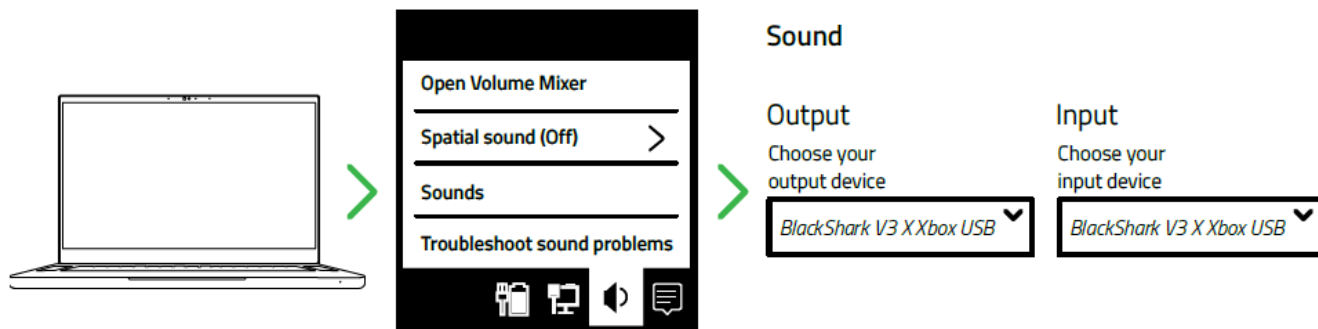 Open Volume Mixer
Spatial sound (Off)
Sounds
Troubleshoot sound problems
Sound
Output
Choose your
output device
BlackShark V3 X Xbox USB
Input
Choose your
input device
BlackShark V3 X Xbox USB